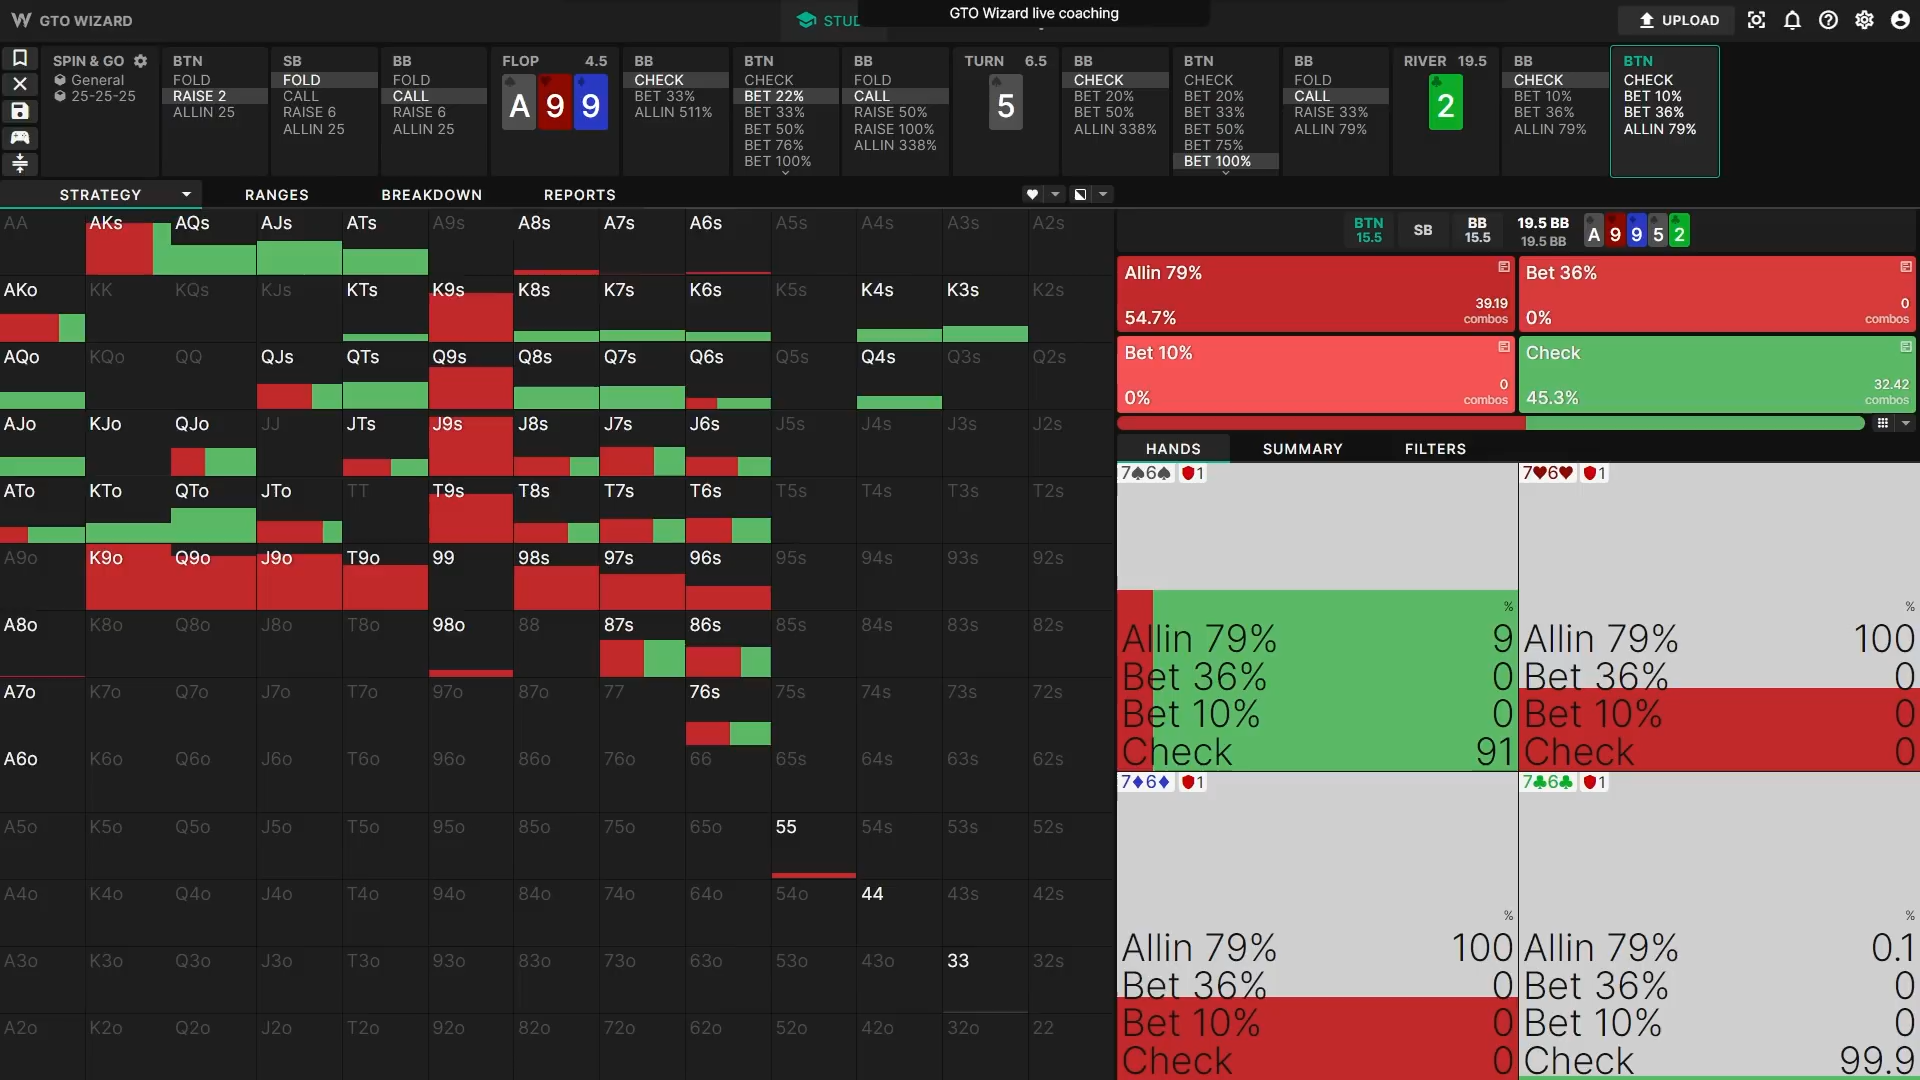 GTO WIZARD
STUD
GTO Wizard live coaching
UPLOAD
SPIN & GO
General
25-25-25
BTN
FOLD
RAISE 2
ALLIN 25
SB
FOLD
CALL
RAISE 6
ALLIN 25
BB
FOLD
CALL
RAISE 6
ALLIN 25
FLOP 4.5
A 9 9
BB
CHECK
BET 33%
ALLIN 511%
BTN
CHECK
BET 22%
BET 33%
BET 50%
BET 76%
BET 100%
BB
FOLD
CALL
RAISE 50%
RAISE 100%
ALLIN 338%
TURN 6.5
5
BB
CHECK
BET 20%
BET 50%
ALLIN 338%
BTN
CHECK
BET 20%
BET 33%
BET 50%
BET 75%
BET 100%
BB
FOLD
CALL
RAISE 33%
ALLIN 79%
RIVER 19.5
2
BB
CHECK
BET 10%
BET 36%
ALLIN 79%
BTN
CHECK
BET 10%
BET 36%
ALLIN 79%
STRATEGY RANGES BREAKDOWN REPORTS
AA AKs AQs AJs ATs A9s A8s A7s A6s A5s A4s A3s A2s
AKo KK KQs KJs KTs K9s K8s K7s K6s K5s K4s K3s K2s
AQo KQo QQ QJs QTs Q9s Q8s Q7s Q6s Q5s Q4s Q3s Q2s
AJo KJo QJo JJ JTs J9s J8s J7s J6s J5s J4s J3s J2s
ATo KTo QTo JTo TT T9s T8s T7s T6s T5s T4s T3s T2s
A9o K9o Q9o J9o T9o 99 98s 97s 96s 95s 94s 93s 92s
A8o K8o Q8o J8o T8o 98o 88 87s 86s 85s 84s 83s 82s
A7o K7o Q7o J7o T7o 97o 87o 77 76s 75s 74s 73s 72s
A6o K6o Q6o J6o T6o 96o 86o 76o 66 65s 64s 63s 62s
A5o K5o Q5o J5o T5o 95o 85o 75o 65o 55 54s 53s 52s
A4o K4o Q4o J4o T4o 94o 84o 74o 64o 54o 44 43s 42s
A3o K3o Q3o J3o T3o 93o 83o 73o 63o 53o 43o 33 32s
A2o K2o Q2o J2o T2o 92o 82o 72o 62o 52o 42o 32o 22
BTN
15.5
SB
BB
15.5
19.5 BB
19.5 BB
A 9 9 5 2
Allin 79%
39.19
54.7% combos
Bet 36%
0
0% combos
Bet 10%
0
0% combos
Check
32.42
45.3% combos
HANDS SUMMARY FILTERS
7♠6♠ 1
%
Allin 79% 9
Bet 36% 0
Bet 10% 0
Check 91
7♥6♥ 1
%
Allin 79% 100
Bet 36% 0
Bet 10% 0
Check 0
7♦6♦ 1
%
Allin 79% 100
Bet 36% 0
Bet 10% 0
Check 0
7♣6♣ 1
%
Allin 79% 0.1
Bet 36% 0
Bet 10% 0
Check 99.9